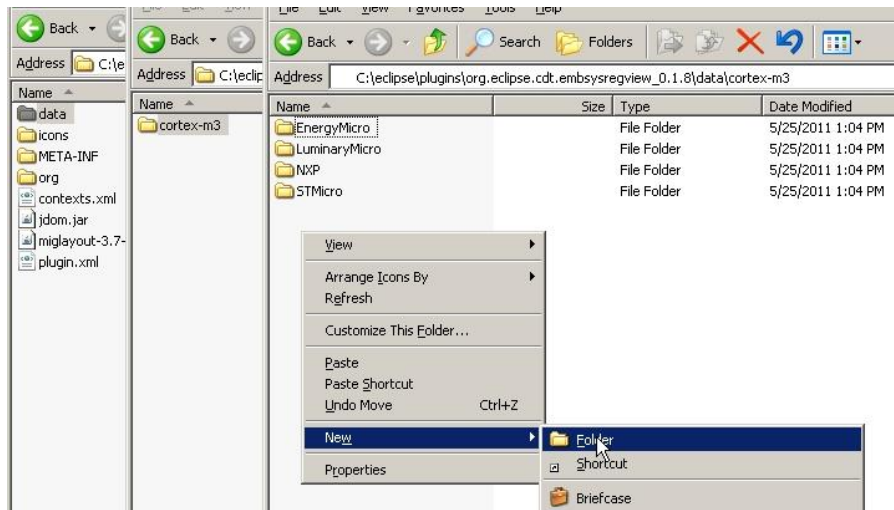 File Edit View Favorites Tools Help
Back
Address C:\e
Name
data
icons
META-INF
org
contexts.xml
jdom.jar
miglayout-3.7-
plugin.xml
Back
Address C:\eclip
Name
cortex-m3
Back Search Folders
Address C:\eclipse\plugins\org.eclipse.cdt.embsysregview_0.1.8\data\cortex-m3
Name Size Type Date Modified
EnergyMicro File Folder 5/25/2011 1:04 PM
LuminaryMicro File Folder 5/25/2011 1:04 PM
NXP File Folder 5/25/2011 1:04 PM
STMicro File Folder 5/25/2011 1:04 PM
View
Arrange Icons By
Refresh
Customize This Folder...
Paste
Paste Shortcut
Undo Move Ctrl+Z
New
Properties
Folder
Shortcut
Briefcase